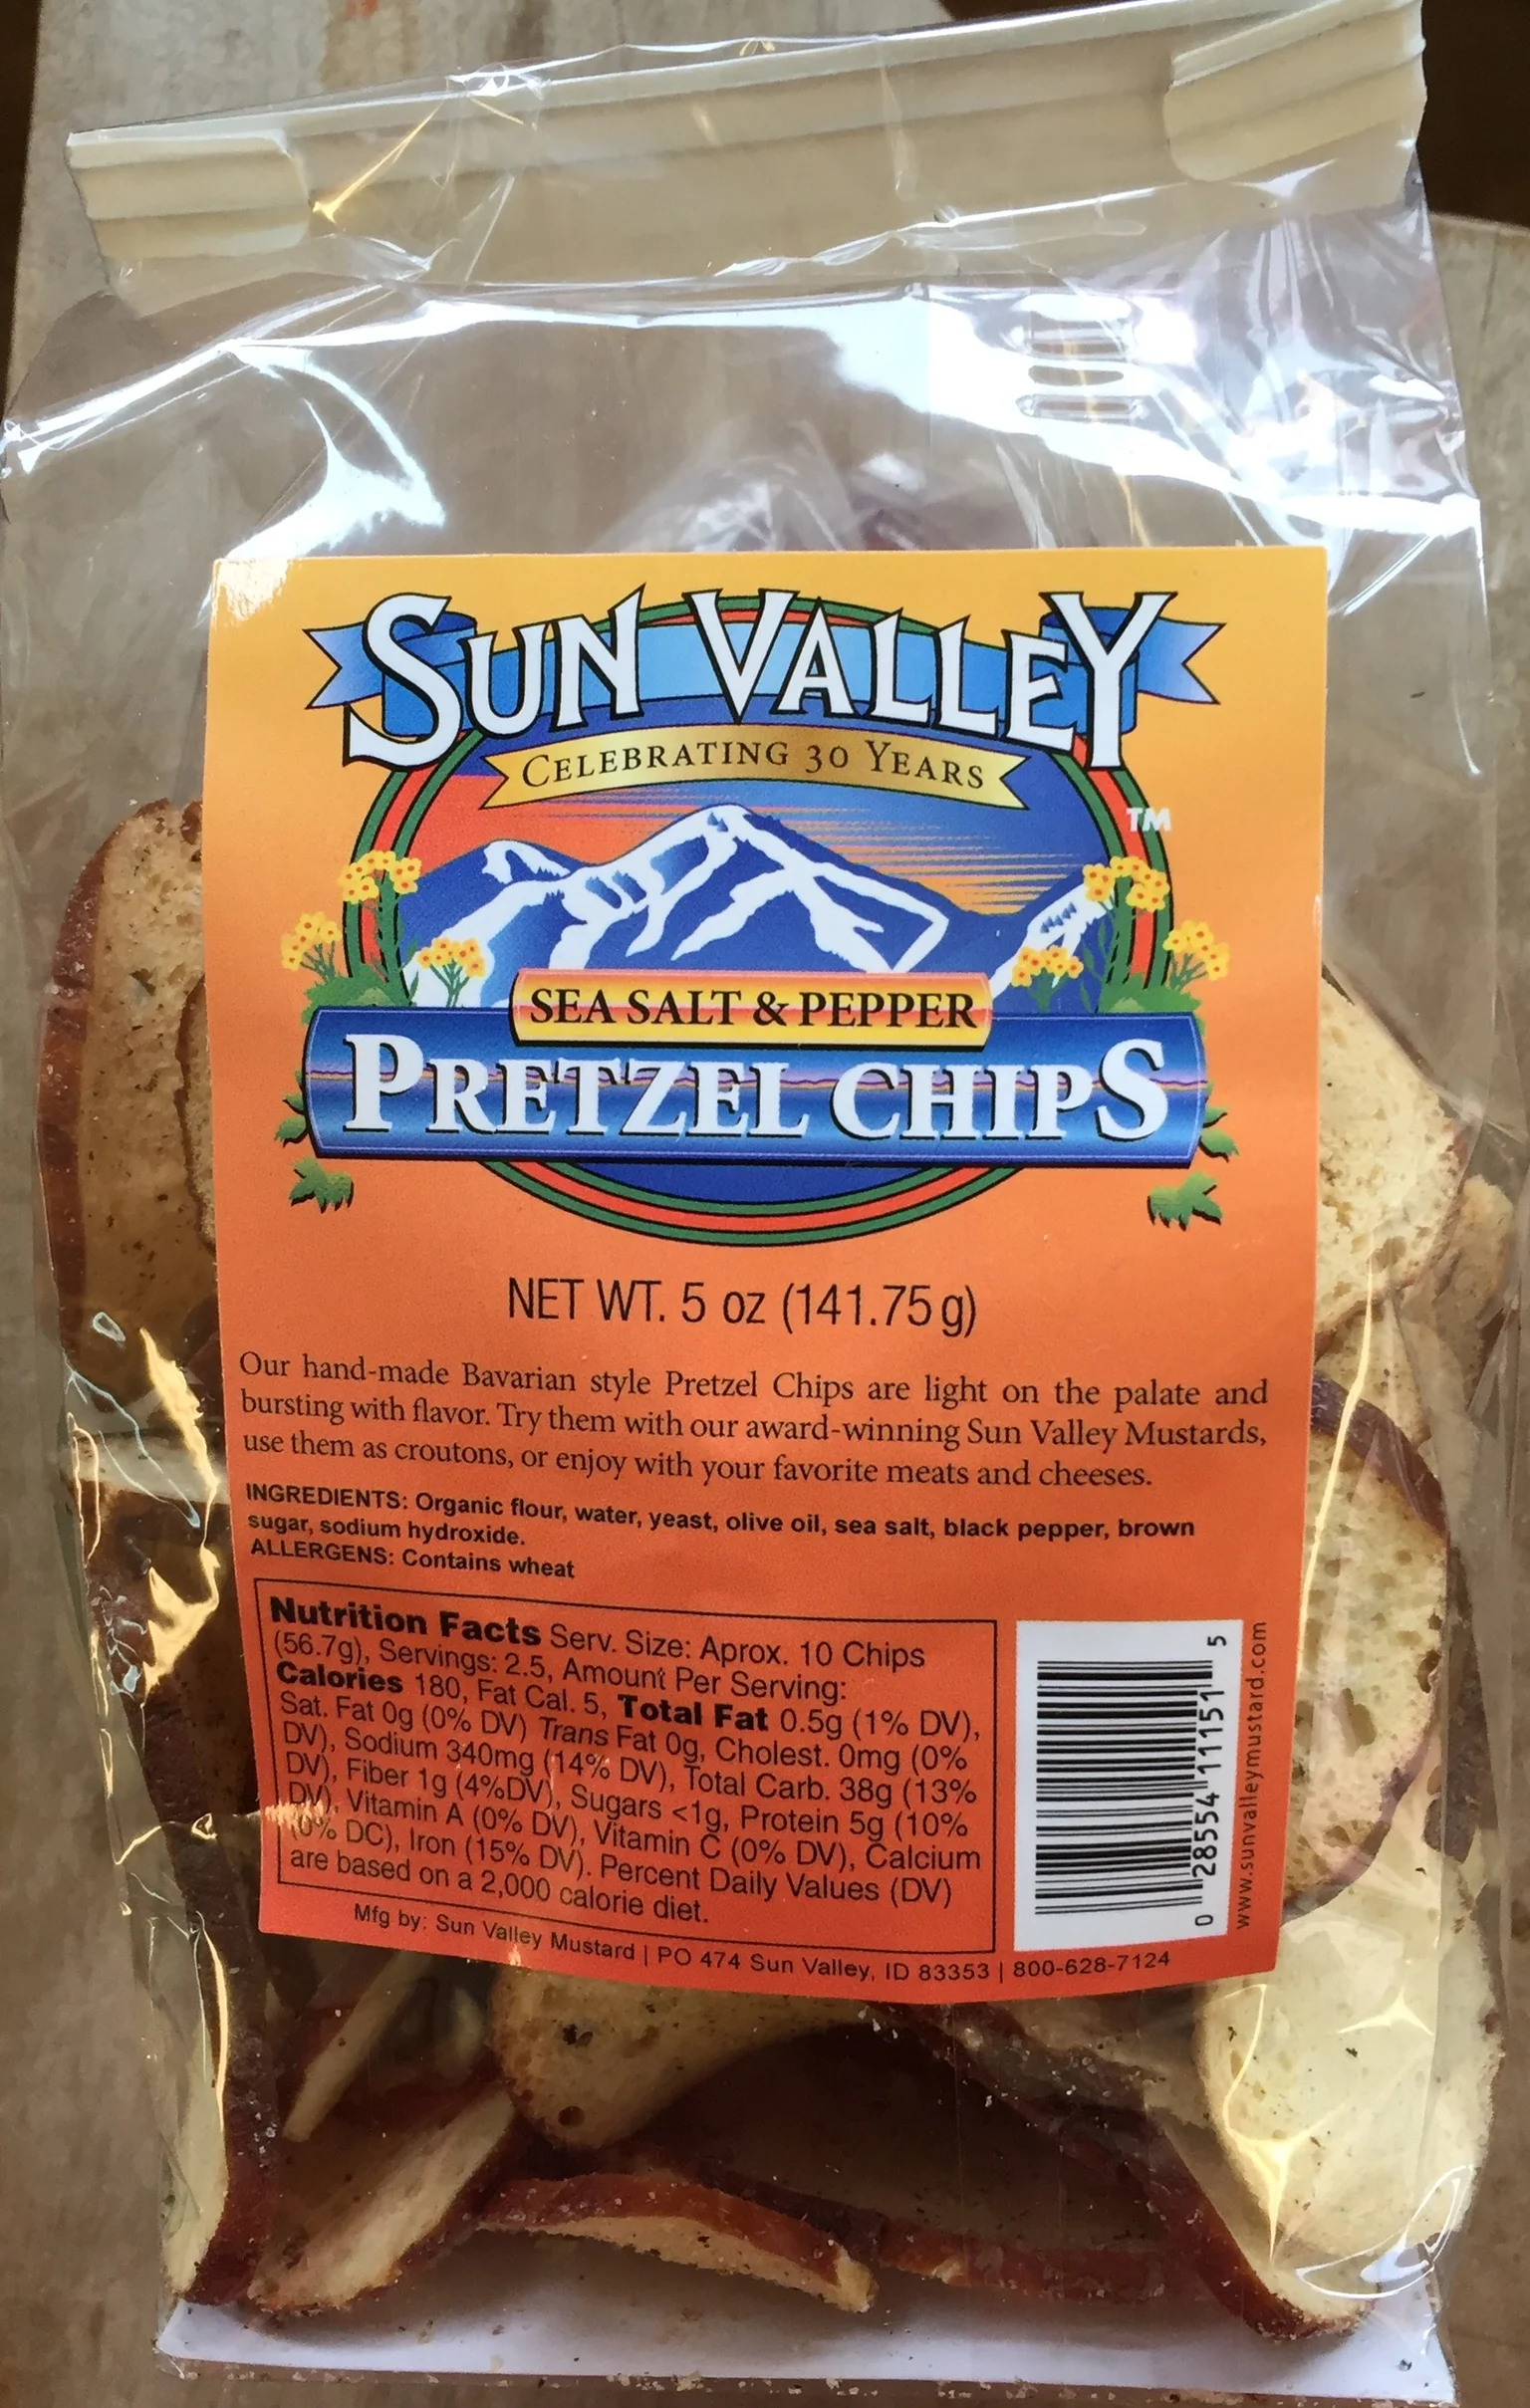 SUN VALLEY
CELEBRATING 30 YEARS
TM
SEA SALT & PEPPER
PRETZEL CHIPS
NET WT. 5 oz (141.75 g)
Our hand-made Bavarian style Pretzel Chips are light on the palate and
bursting with flavor. Try them with our award-winning Sun Valley Mustards,
use them as croutons, or enjoy with your favorite meats and cheeses.
INGREDIENTS: Organic flour, water, yeast, olive oil, sea salt, black pepper, brown
sugar, sodium hydroxide.
ALLERGENS: Contains wheat
Nutrition Facts Serv. Size: Aprox. 10 Chips
(56.7g), Servings: 2.5, Amount Per Serving:
Calories 180, Fat Cal. 5, Total Fat 0.5g (1% DV),
Sat. Fat 0g (0% DV) Trans Fat 0g, Cholest. 0mg (0%
DV), Sodium 340mg (14% DV), Total Carb. 38g (13%
DV), Fiber 1g (4%DV), Sugars <1g, Protein 5g (10%
DV), Vitamin A (0% DV), Vitamin C (0% DV), Calcium
(0% DC), Iron (15% DV). Percent Daily Values (DV)
are based on a 2,000 calorie diet.
0 28554 11151 5
www.sunvalleymustard.com
Mfg by: Sun Valley Mustard | PO 474 Sun Valley, ID 83353 | 800-628-7124